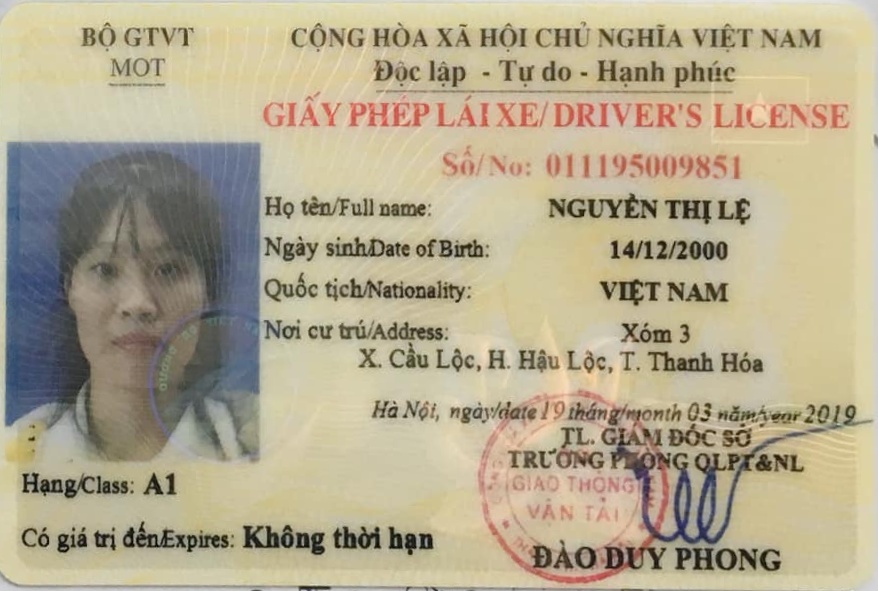 BỘ GTVT
MOT
CỘNG HÒA XÃ HỘI CHỦ NGHĨA VIỆT NAM
Độc lập - Tự do - Hạnh phúc
GIẤY PHÉP LÁI XE/ DRIVER'S LICENSE
Số/No: 011195009851
Họ tên/Full name: NGUYỄN THỊ LỆ
Ngày sinh/Date of Birth: 14/12/2000
Quốc tịch/Nationality: VIỆT NAM
Nơi cư trú/Address: Xóm 3
X. Cầu Lộc, H. Hậu Lộc, T. Thanh Hóa
Hà Nội, ngày/date 19 tháng/month 03 năm/year 2019
TL. GIÁM ĐỐC SỞ
TRƯỞNG PHÒNG QLPT&NL
GIAO THÔNG
VẬN TẢI
ĐÀO DUY PHONG
Hạng/Class: A1
Có giá trị đến/Expires: Không thời hạn